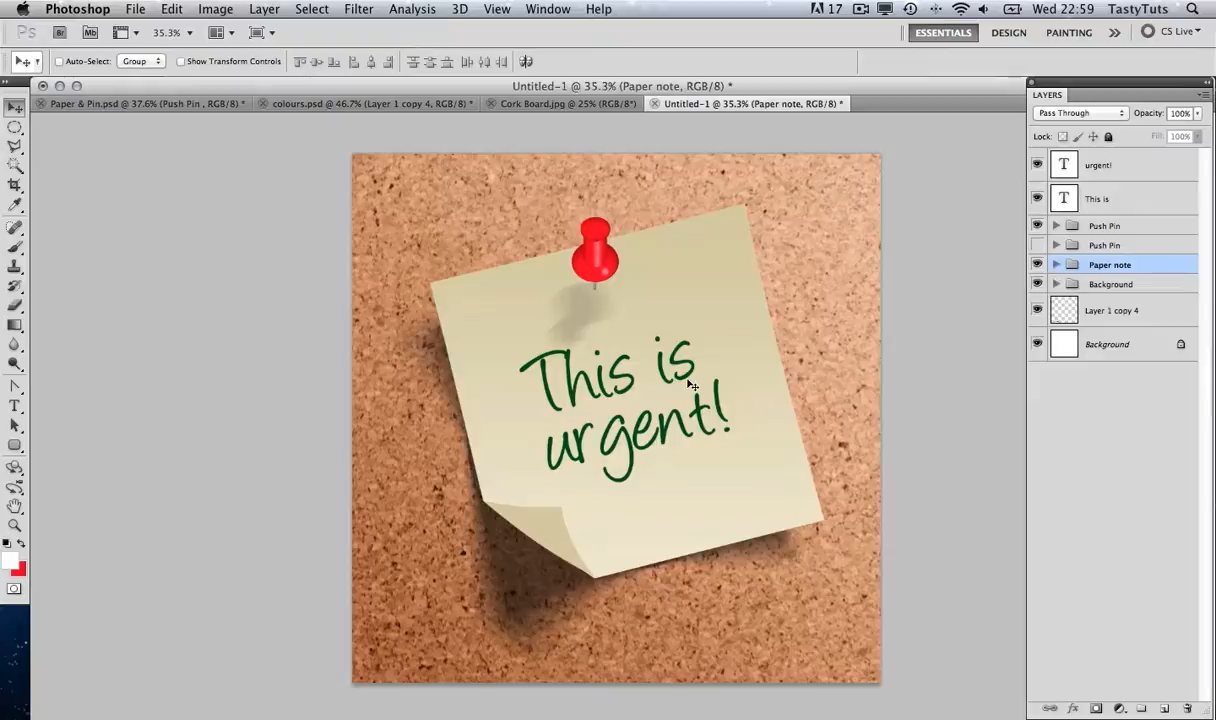 Photoshop File Edit Image Layer Select Filter Analysis 3D View Window Help 17 Wed 22:59 TastyTuts
Ps Br Mb 35.3% ESSENTIALS DESIGN PAINTING >> CS Live
Auto-Select: Group Show Transform Controls
Untitled-1 @ 35.3% (Paper note, RGB/8) *
Paper & Pin.psd @ 37.6% (Push Pin , RGB/8) * colours.psd @ 46.7% (Layer 1 copy 4, RGB/8) * Cork Board.jpg @ 25% (RGB/8*) Untitled-1 @ 35.3% (Paper note, RGB/8) *
LAYERS
Pass Through Opacity: 100%
Lock: Fill: 100%
T urgent!
T This is
Push Pin
Push Pin
Paper note
Background
Layer 1 copy 4
Background
fx
This is
urgent!